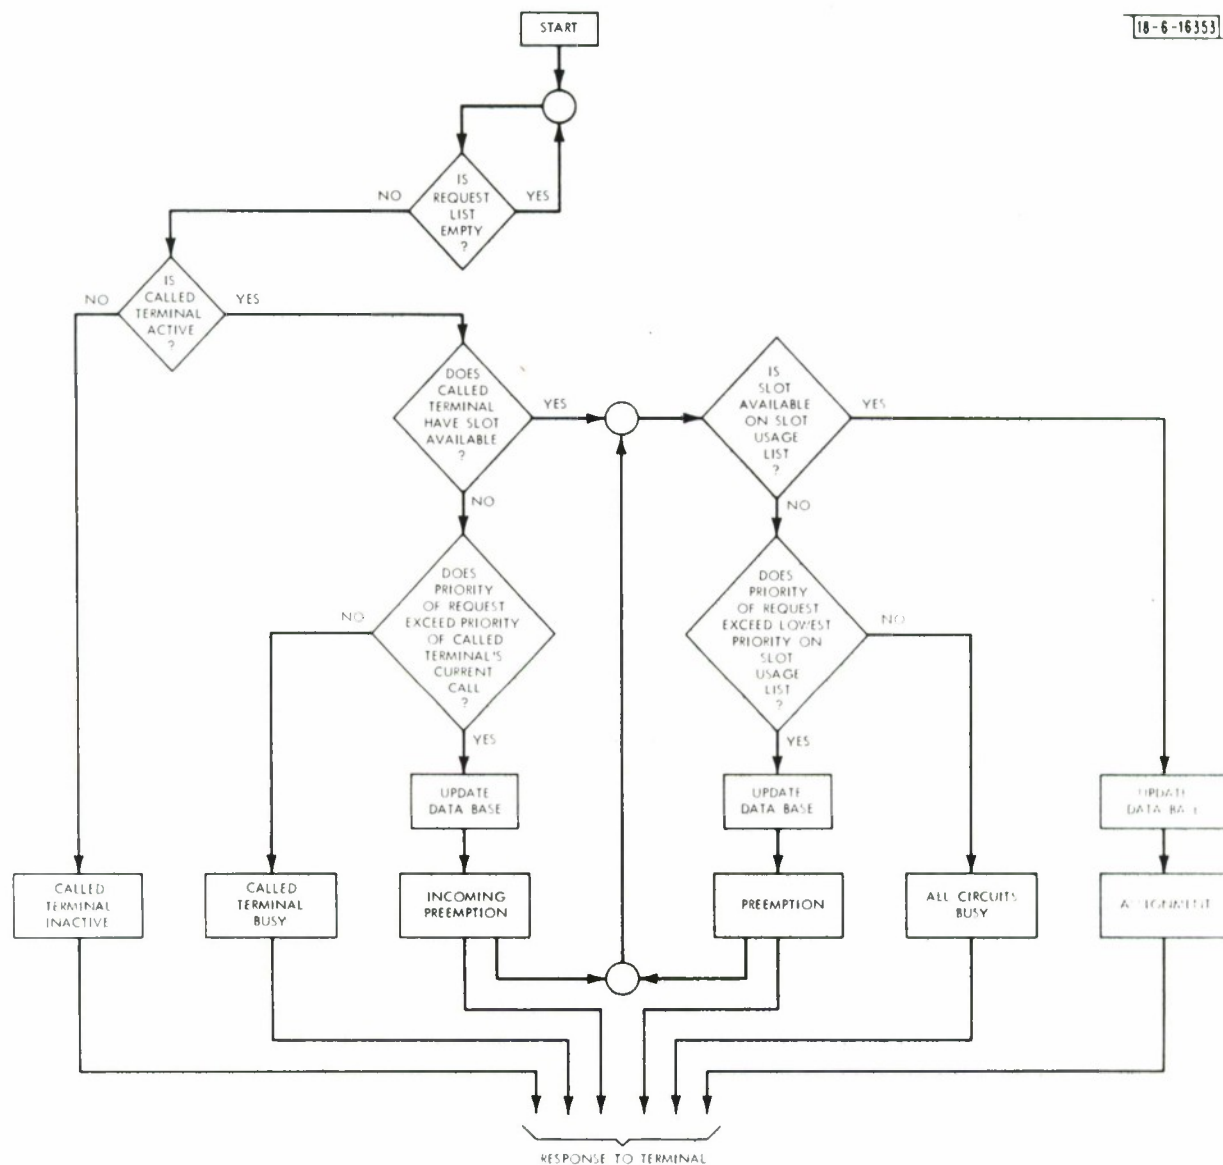 START
18-6-16353
IS
REQUEST
LIST
EMPTY
?
NO
YES
IS
CALLED
TERMINAL
ACTIVE
?
NO
YES
DOES
CALLED
TERMINAL
HAVE SLOT
AVAILABLE
?
YES
NO
IS
SLOT
AVAILABLE
ON SLOT
USAGE
LIST
?
YES
NO
DOES
PRIORITY
OF REQUEST
EXCEED PRIORITY
OF CALLED
TERMINAL'S
CURRENT
CALL
?
NO
YES
DOES
PRIORITY
OF REQUEST
EXCEED LOWEST
PRIORITY ON
SLOT
USAGE
LIST
?
NO
YES
UPDATE
DATA BASE
UPDATE
DATA BASE
UPDATE
DATA BASE
CALLED
TERMINAL
INACTIVE
CALLED
TERMINAL
BUSY
INCOMING
PREEMPTION
PREEMPTION
ALL CIRCUITS
BUSY
ASSIGNMENT
RESPONSE TO TERMINAL